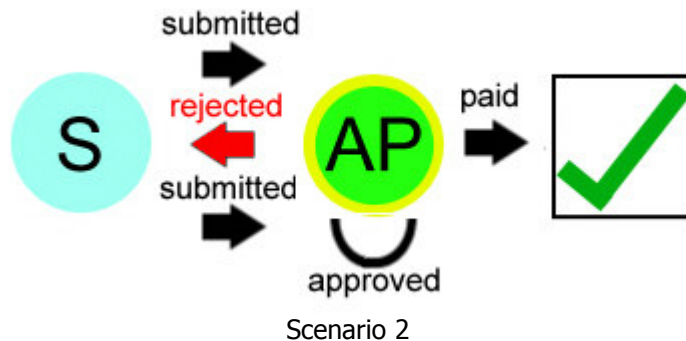 submitted
rejected
paid
S
AP
submitted
approved
Scenario 2